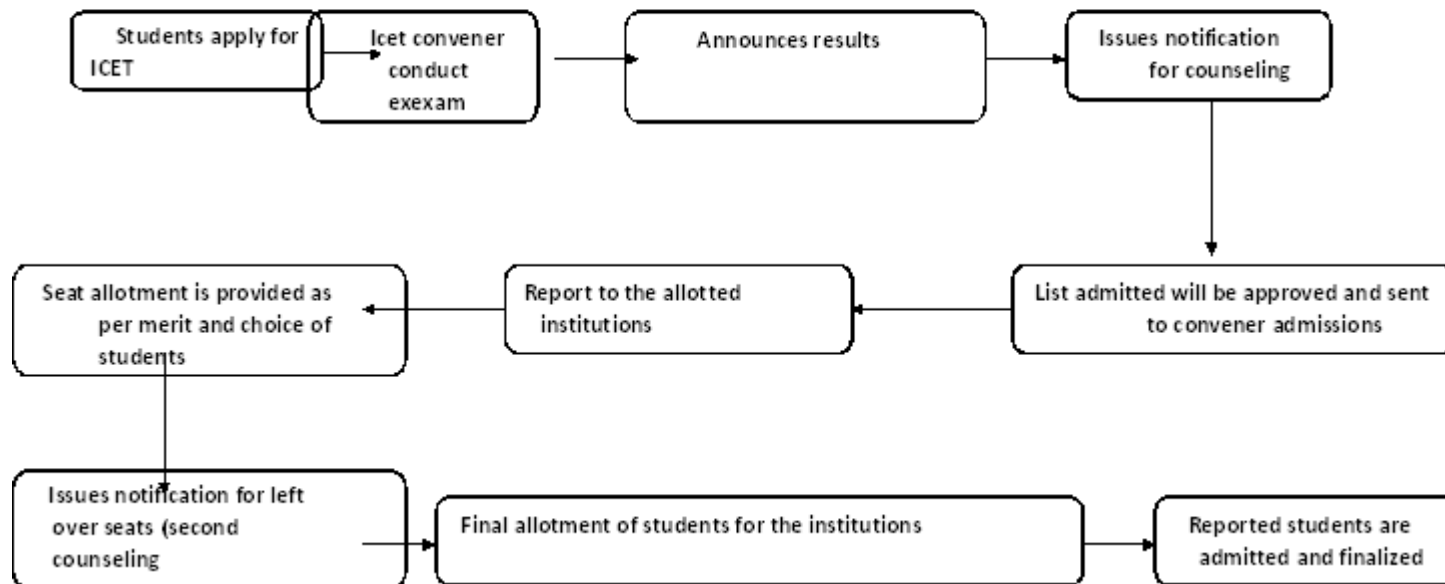 Students apply for
ICET
Icet convener
conduct
exexam
Announces results
Issues notification
for counseling
List admitted will be approved and sent
to convener admissions
Report to the allotted
institutions
Seat allotment is provided as
per merit and choice of
students
Issues notification for left
over seats (second
counseling
Final allotment of students for the institutions
Reported students are
admitted and finalized